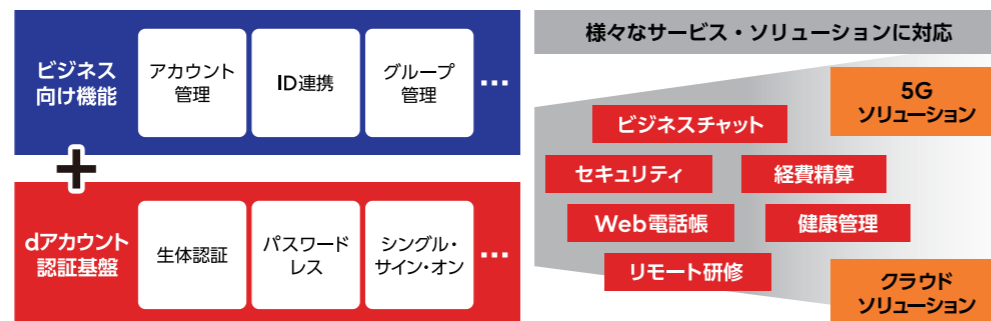 ビジネス
向け機能
アカウント
管理
ID連携
グループ
管理
…
+
dアカウント
認証基盤
生体認証
パスワード
レス
シングル・
サイン・オン
…
様々なサービス・ソリューションに対応
5G
ソリューション
ビジネスチャット
セキュリティ
経費精算
Web電話帳
健康管理
リモート研修
クラウド
ソリューション